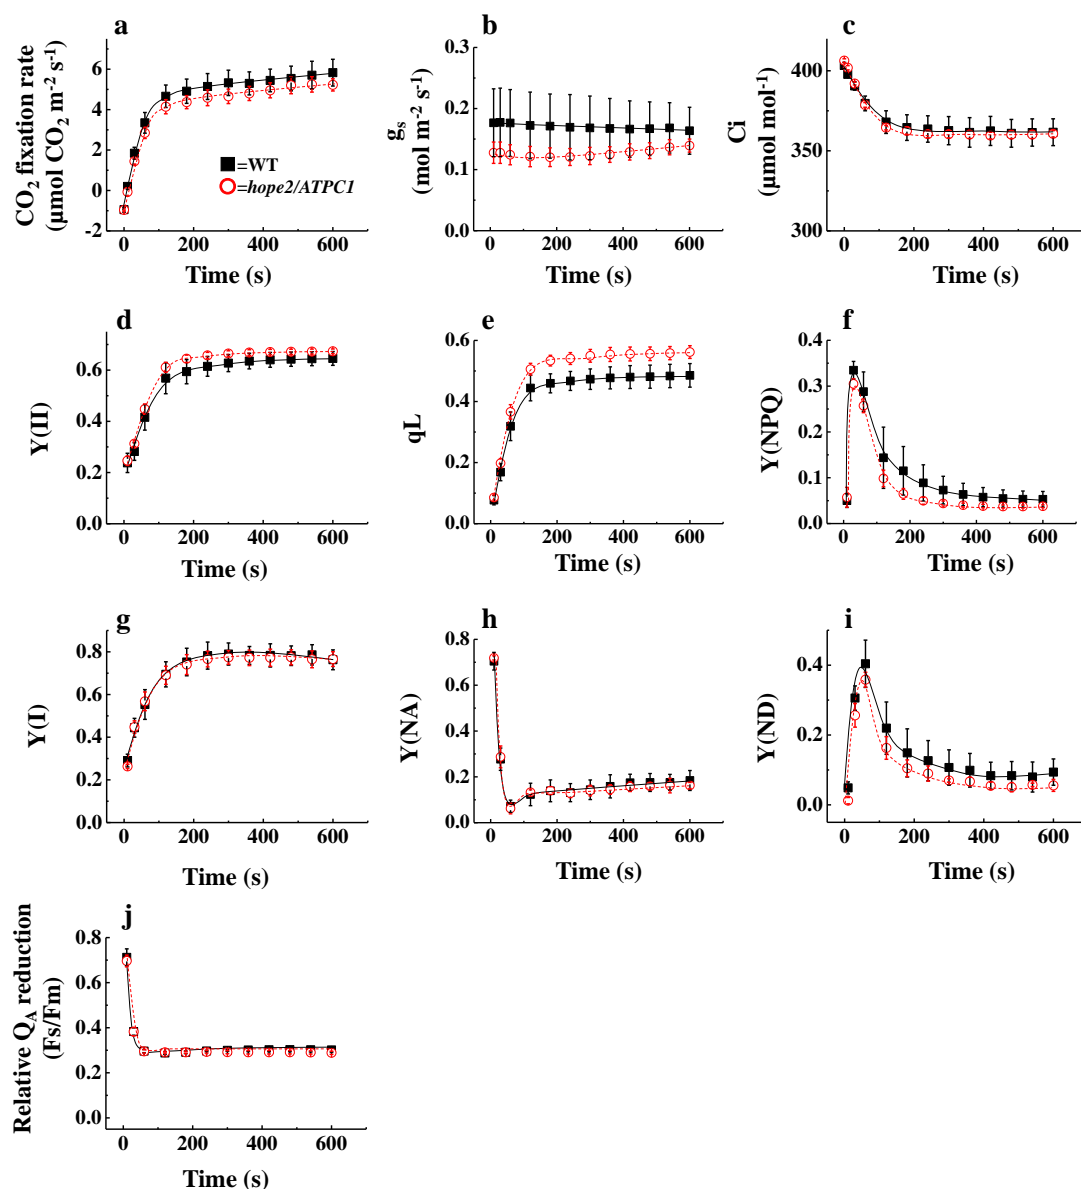 a
CO2 fixation rate
(μmol CO2 m−2 s−1)
6
4
2
0
-2
■=WT
○=hope2/ATPC1
0 200 400 600
Time (s)
b
gs
(mol m−2 s−1)
0.3
0.2
0.1
0.0
0 200 400 600
Time (s)
c
Ci
(μmol mol−1)
400
350
300
0 200 400 600
Time (s)
d
Y(II)
0.6
0.4
0.2
0.0
0 200 400 600
Time (s)
e
qL
0.6
0.4
0.2
0.0
0 200 400 600
Time (s)
f
Y(NPQ)
0.4
0.3
0.2
0.1
0.0
0 200 400 600
Time (s)
g
Y(I)
0.8
0.6
0.4
0.2
0.0
0 200 400 600
Time (s)
h
Y(NA)
0.8
0.6
0.4
0.2
0.0
0 200 400 600
Time (s)
i
Y(ND)
0.4
0.2
0.0
0 200 400 600
Time (s)
j
Relative QA reduction
(Fs/Fm)
0.8
0.6
0.4
0.2
0.0
0 200 400 600
Time (s)